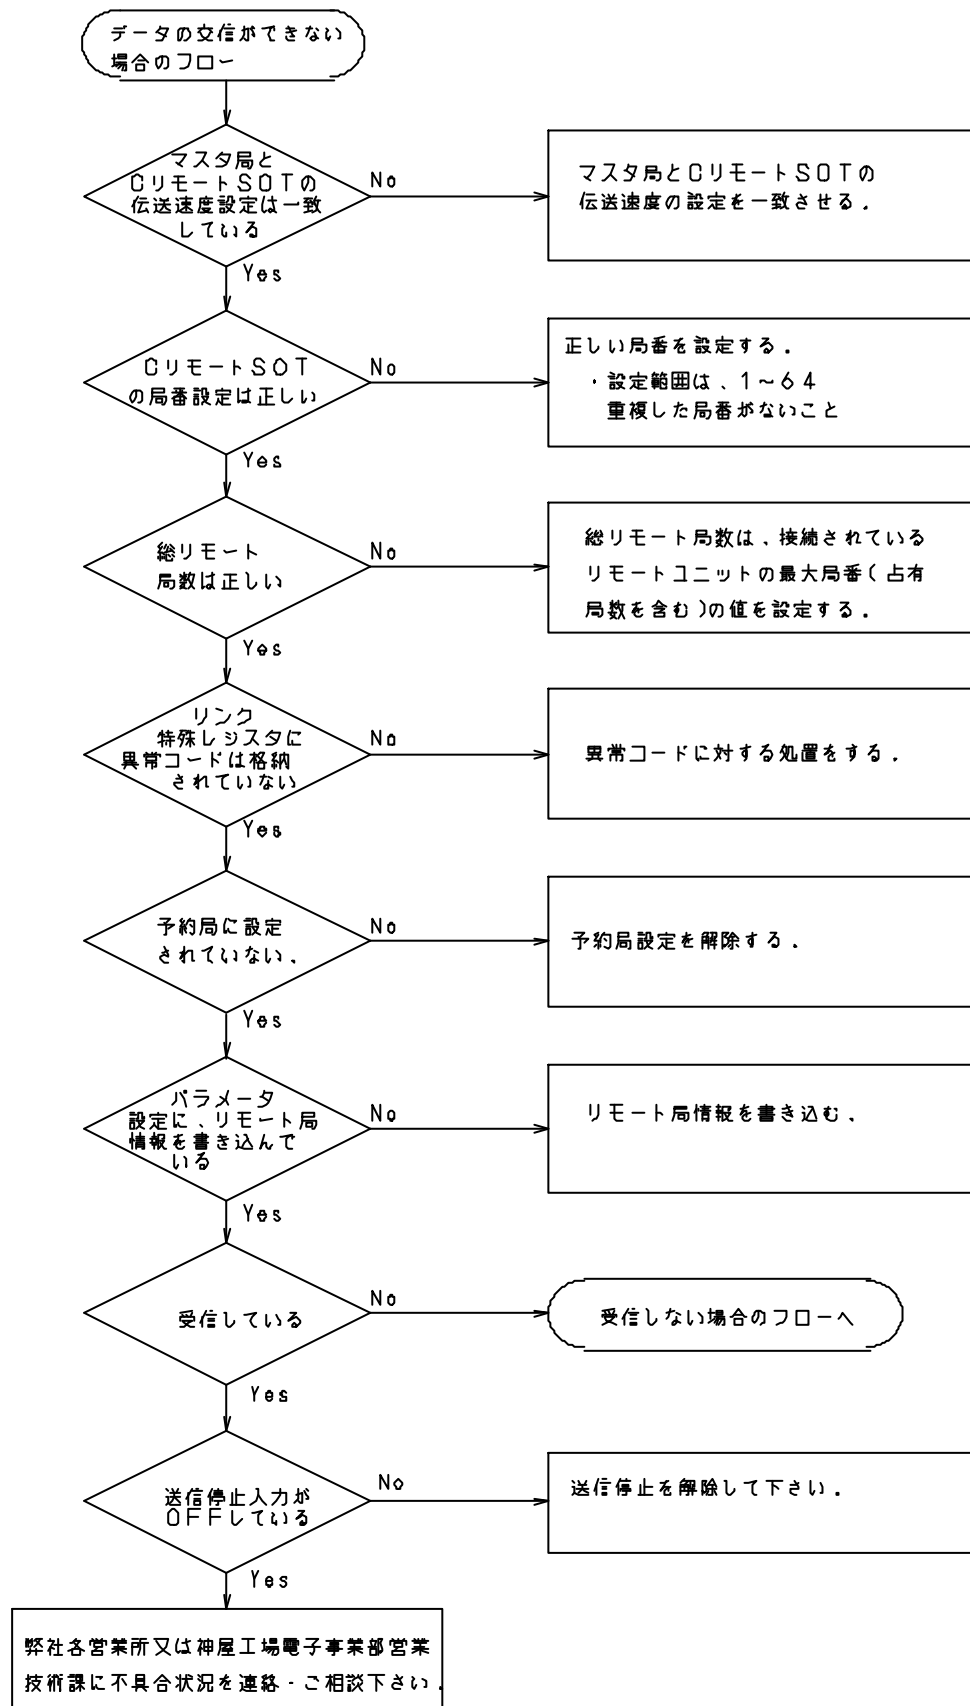 データの交信ができない
場合のフロー
マスタ局と
CリモートSOTの
伝送速度設定は一致
している
No
マスタ局とCリモートSOTの
伝送速度の設定を一致させる.
Yes
CリモートSOT
の局番設定は正しい
No
正しい局番を設定する.
・設定範囲は、1~64
重複した局番がないこと
Yes
総リモート
局数は正しい
No
総リモート局数は、接続されている
リモートユニットの最大局番(占有
局数を含む)の値を設定する.
Yes
リンク
特殊レジスタに
異常コードは格納
されていない
No
異常コードに対する処置をする.
Yes
予約局に設定
されていない.
No
予約局設定を解除する.
Yes
パラメータ
設定に、リモート局
情報を書き込んで
いる
No
リモート局情報を書き込む.
Yes
受信している
No
受信しない場合のフローへ
Yes
送信停止入力が
OFFしている
No
送信停止を解除して下さい.
Yes
弊社各営業所又は神屋工場電子事業部営業
技術課に不具合状況を連絡・ご相談下さい.